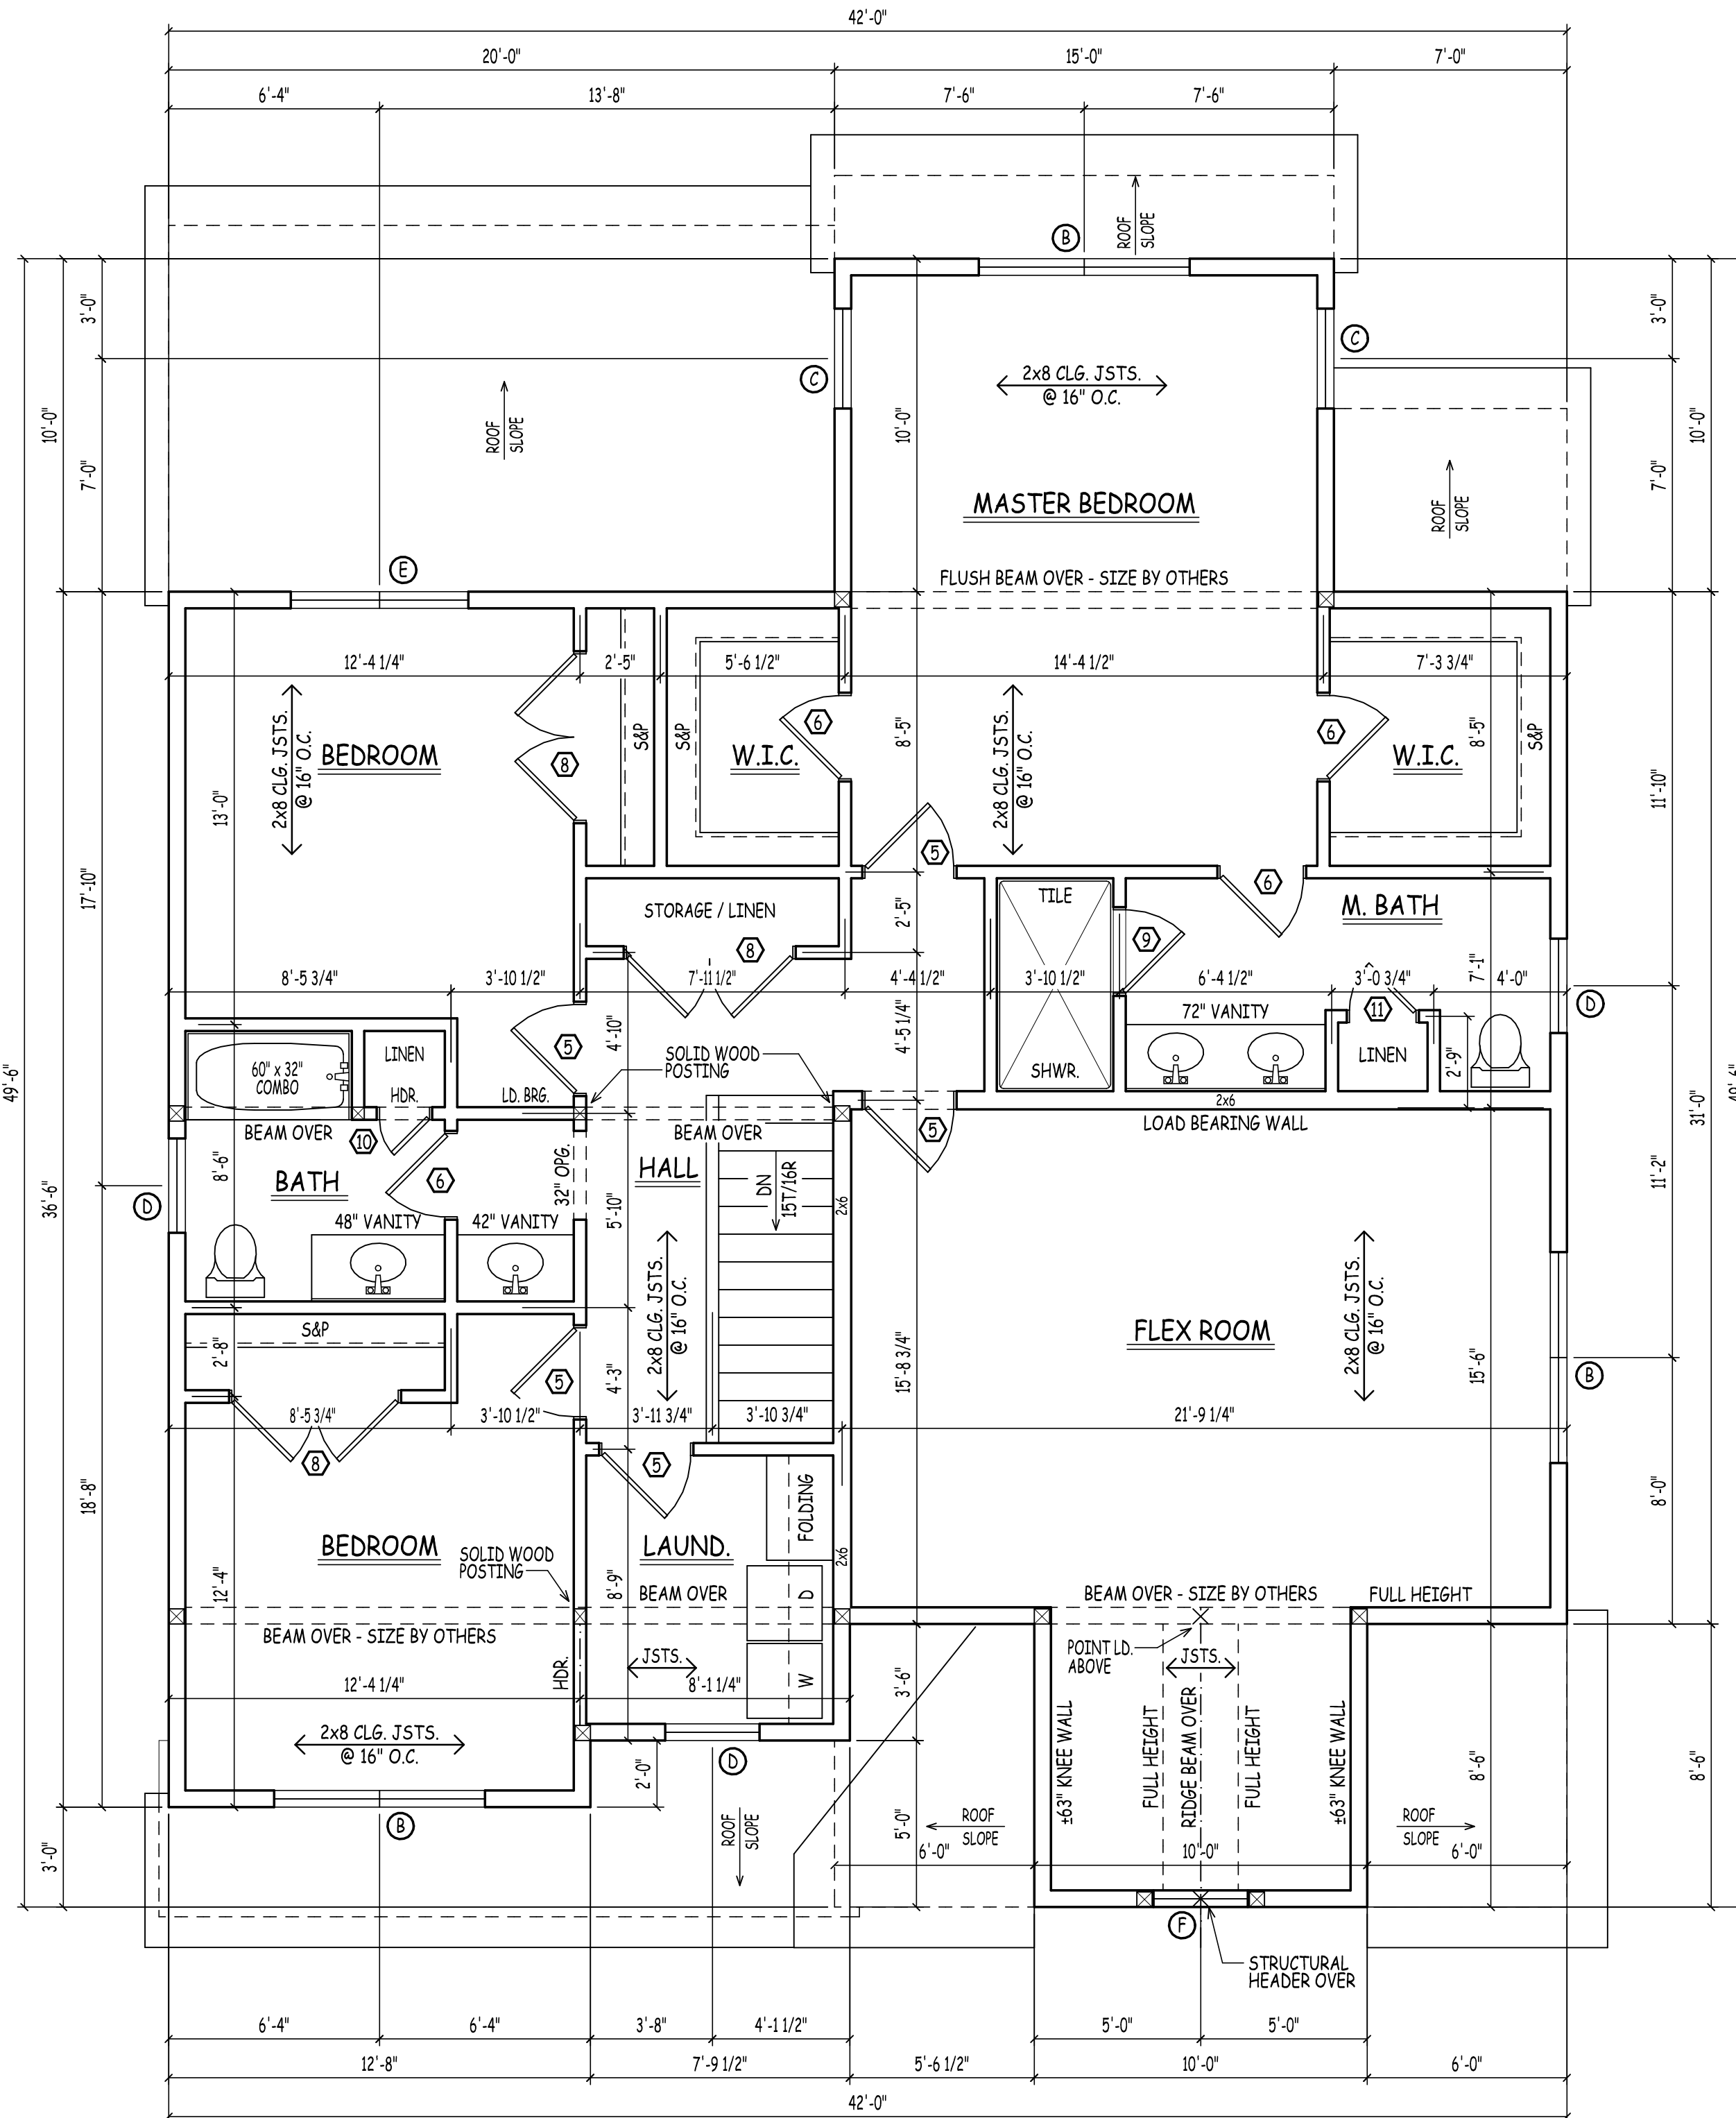 42'-0"
20'-0" 15'-0" 7'-0"
6'-4" 13'-8" 7'-6" 7'-6"
B
ROOF
SLOPE
3'-0" 3'-0"
C C
2x8 CLG. JSTS.
@ 16" O.C.
ROOF
SLOPE
10'-0" 10'-0" 10'-0"
7'-0" 7'-0"
MASTER BEDROOM
ROOF
SLOPE
E
FLUSH BEAM OVER - SIZE BY OTHERS
12'-4 1/4" 2'-5" 5'-6 1/2" 14'-4 1/2" 7'-3 3/4"
6 6
8'-5" 8'-5"
S&P S&P S&P
BEDROOM W.I.C. W.I.C.
8
2x8 CLG. JSTS.
@ 16" O.C.
2x8 CLG. JSTS.
@ 16" O.C.
13'-0" 11'-10"
5
6
17'-10"
STORAGE / LINEN
2'-5"
TILE
M. BATH
8
9
8'-5 3/4" 3'-10 1/2" 7'-11 1/2" 4'-4 1/2" 3'-10 1/2" 6'-4 1/2" 3'-0 3/4" 4'-0"
7'-1"
D
11
72" VANITY
4'-10" 4'-5 1/4"
5
LINEN
SOLID WOOD
POSTING
LINEN
2'-9"
60" x 32"
COMBO
SHWR.
49'-6" 31'-0"
HDR. LD. BRG.
2x6
BEAM OVER
10
BEAM OVER
5
LOAD BEARING WALL
8'-6"
BATH
6
32" OPG.
HALL
DN
15T/16R
2x6
11'-2"
D
36'-6"
48" VANITY 42" VANITY
5'-10"
2x8 CLG. JSTS.
@ 16" O.C.
2x8 CLG. JSTS.
@ 16" O.C.
S&P
FLEX ROOM
2'-8"
5
4'-3" 15'-8 3/4" 15'-6"
B
8'-5 3/4" 3'-10 1/2" 3'-11 3/4" 3'-10 3/4" 21'-9 1/4"
8
5
18'-8" 8'-0"
FOLDING
BEDROOM
SOLID WOOD
POSTING
LAUND.
2x6
12'-4" 8'-9"
BEAM OVER
D
BEAM OVER - SIZE BY OTHERS
FULL HEIGHT
BEAM OVER - SIZE BY OTHERS
POINT LD.
ABOVE
JSTS. JSTS.
HDR.
W
12'-4 1/4" 8'-1 1/4"
3'-6"
2x8 CLG. JSTS.
@ 16" O.C.
±63" KNEE WALL
FULL HEIGHT
RIDGE BEAM OVER
FULL HEIGHT
±63" KNEE WALL
D
2'-0"
8'-6" 8'-6"
B
ROOF
SLOPE
5'-0"
ROOF
SLOPE
ROOF
SLOPE
3'-0"
6'-0" 10'-0" 6'-0"
F
STRUCTURAL
HEADER OVER
6'-4" 6'-4" 3'-8" 4'-1 1/2" 5'-0" 5'-0"
12'-8" 7'-9 1/2" 5'-6 1/2" 10'-0" 6'-0"
42'-0"